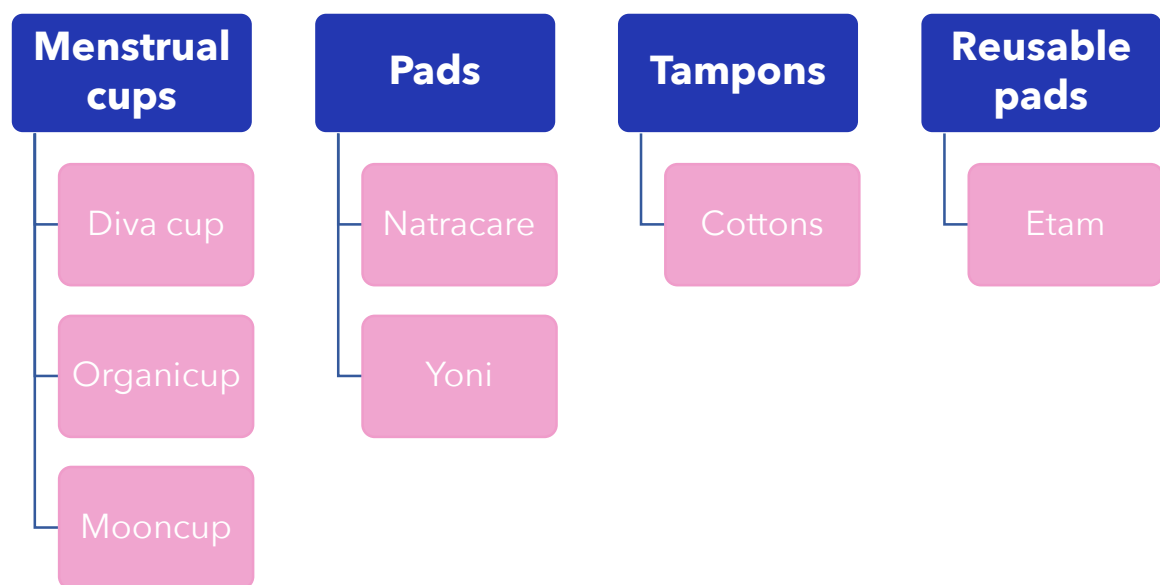 Menstrual
cups
Diva cup
Organicup
Mooncup
Pads
Natracare
Yoni
Tampons
Cottons
Reusable
pads
Etam